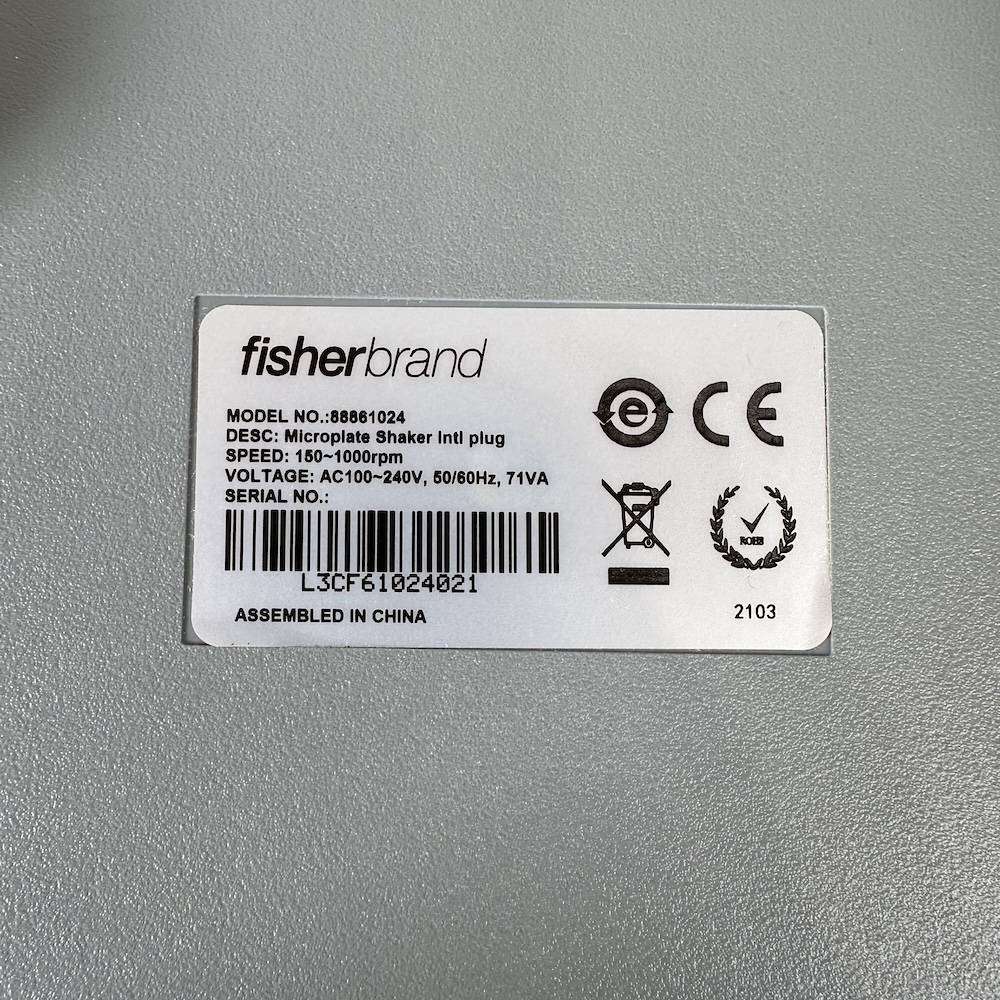 fisherbrand
MODEL NO.:88861024
DESC: Microplate Shaker Intl plug
SPEED: 150~1000rpm
VOLTAGE: AC100~240V, 50/60Hz, 71VA
SERIAL NO.:
L3CF61024021
ASSEMBLED IN CHINA
e
CE
ROHS
2103